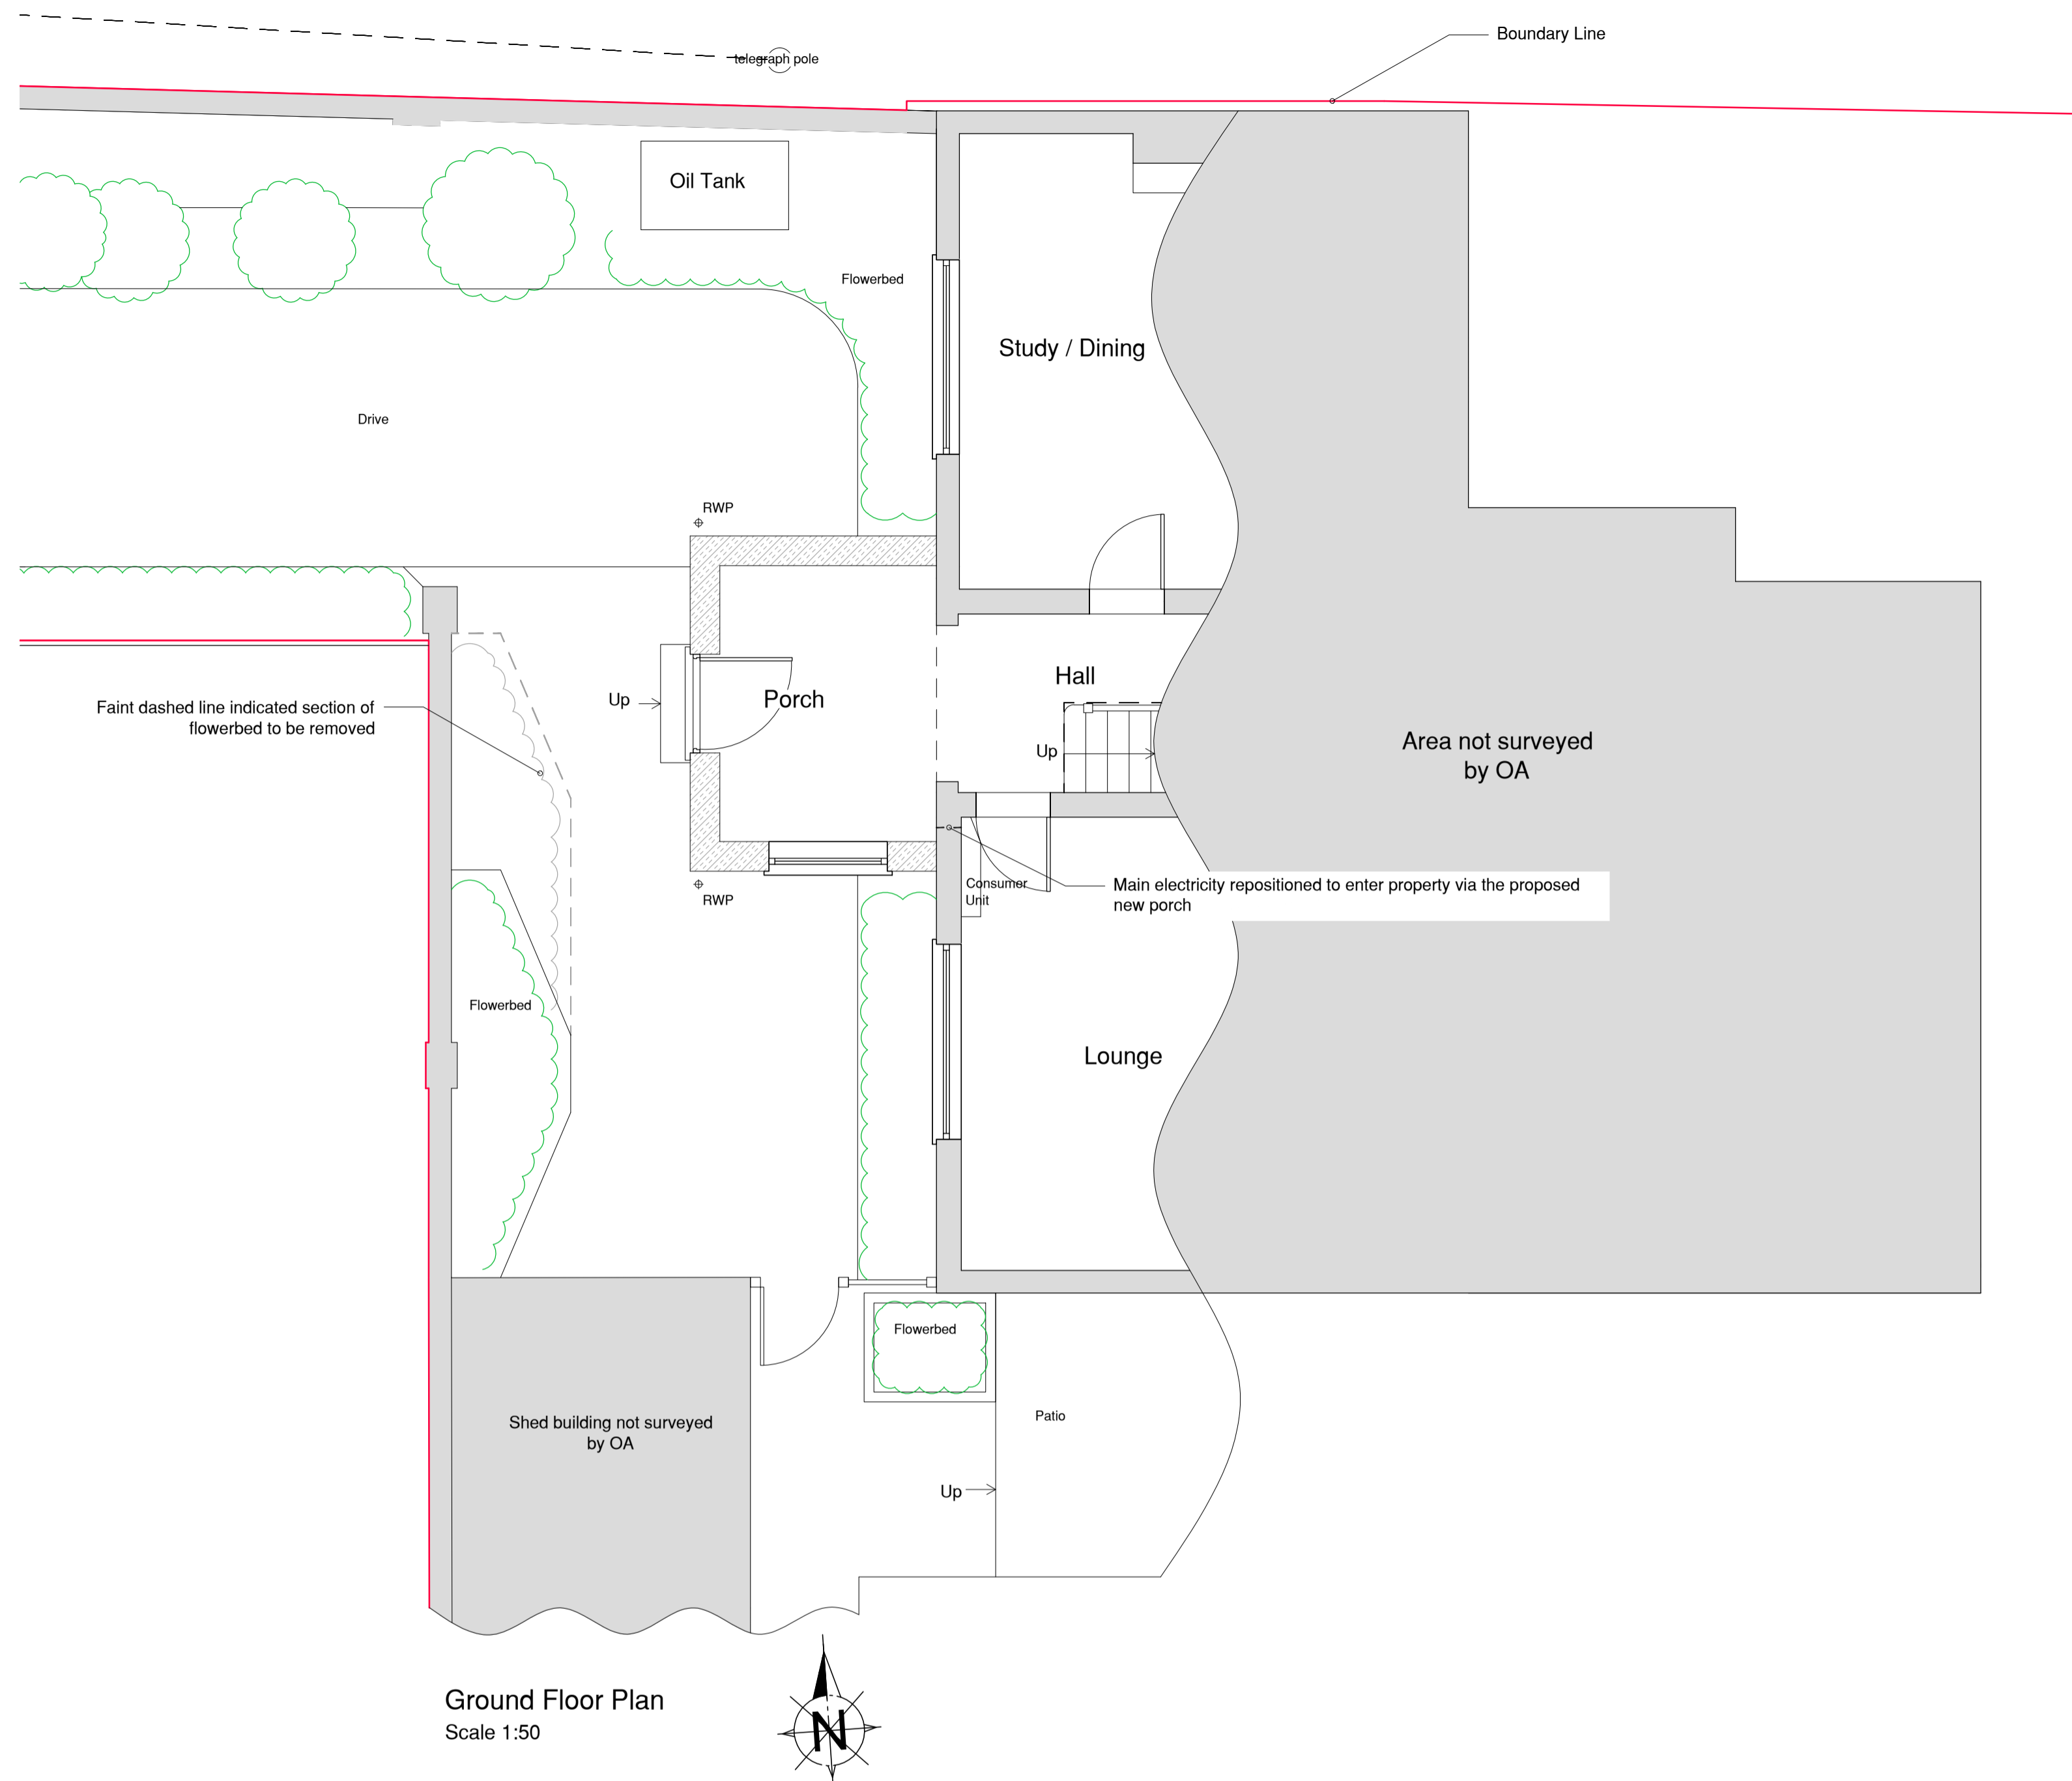 Boundary Line
telegraph pole
Oil Tank
Flowerbed
Study / Dining
Drive
RWP
Hall
Faint dashed line indicated section of
flowerbed to be removed
Up
Porch
Up
Area not surveyed
by OA
Consumer
Unit
Main electricity repositioned to enter property via the proposed
new porch
RWP
Flowerbed
Lounge
Flowerbed
Shed building not surveyed
by OA
Patio
Up
Ground Floor Plan
Scale 1:50
N